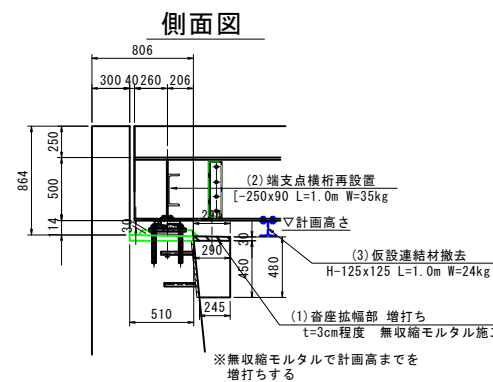 側面図
806
300
40
260
206
250
500
864
114
30
(2)端支点横桁再設置
[-250x90 L=1.0m W=35kg
▽計画高さ
30
290
450
480
(3)仮設連結材撤去
H-125x125 L=1.0m W=24kg
510
245
(1)沓座拡幅部 増打ち
t=3cm程度 無収縮モルタル施工
※無収縮モルタルで計画高までを
増打ちする